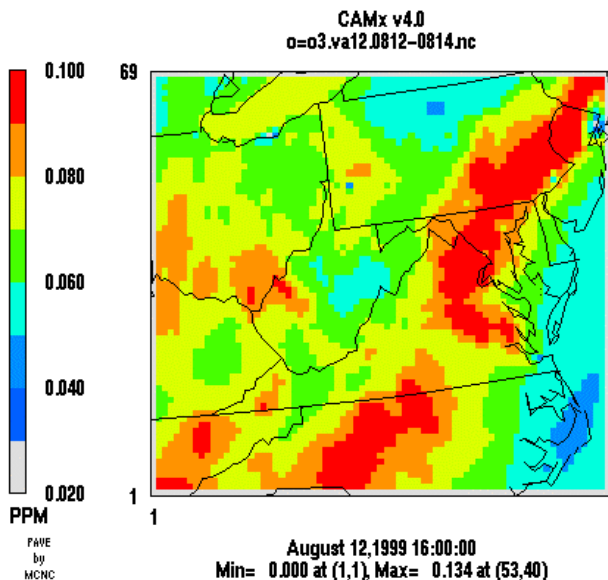 CAMx v4.0
o=o3.va12.0812-0814.nc
0.100
0.080
0.060
0.040
0.020
PPM
PAVE
by
MCNC
69
1
1
August 12,1999 16:00:00
Min= 0.000 at (1,1), Max= 0.134 at (53,40)